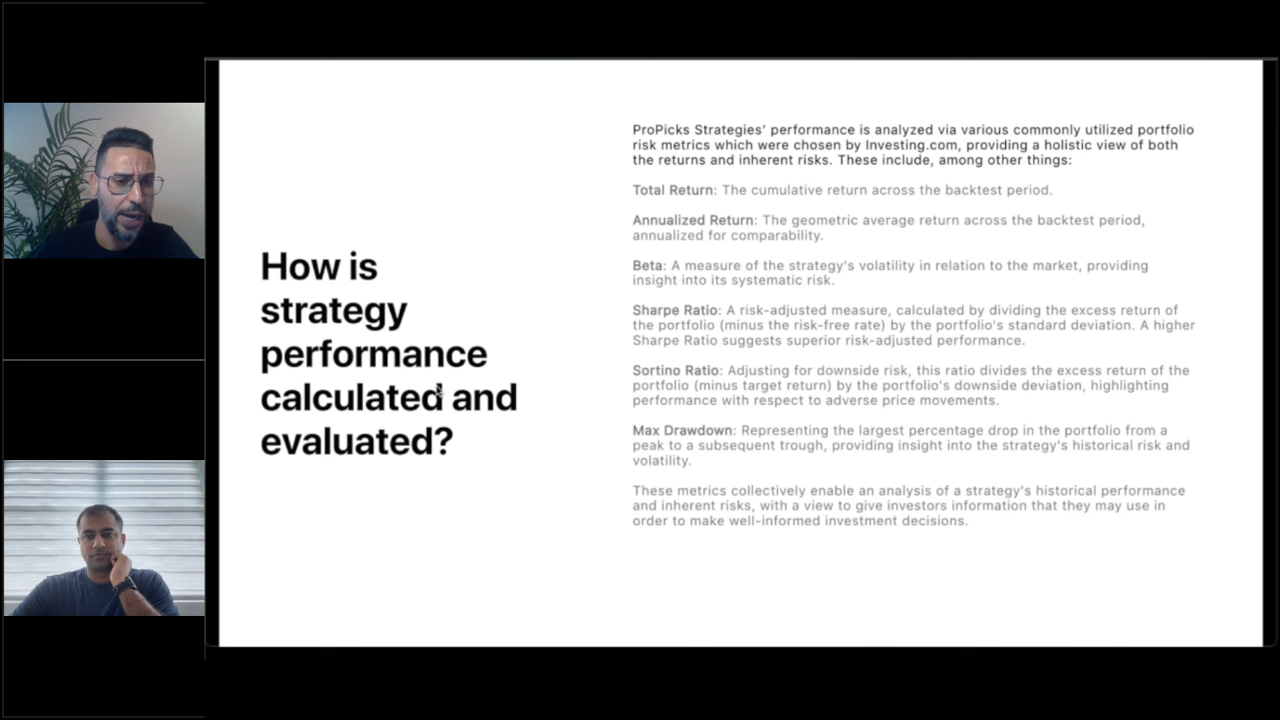 How is
strategy
performance
calculated and
evaluated?
ProPicks Strategies' performance is analyzed via various commonly utilized portfolio
risk metrics which were chosen by Investing.com, providing a holistic view of both
the returns and inherent risks. These include, among other things:
Total Return: The cumulative return across the backtest period.
Annualized Return: The geometric average return across the backtest period,
annualized for comparability.
Beta: A measure of the strategy's volatility in relation to the market, providing
insight into its systematic risk.
Sharpe Ratio: A risk-adjusted measure, calculated by dividing the excess return of
the portfolio (minus the risk-free rate) by the portfolio's standard deviation. A higher
Sharpe Ratio suggests superior risk-adjusted performance.
Sortino Ratio: Adjusting for downside risk, this ratio divides the excess return of the
portfolio (minus target return) by the portfolio's downside deviation, highlighting
performance with respect to adverse price movements.
Max Drawdown: Representing the largest percentage drop in the portfolio from a
peak to a subsequent trough, providing insight into the strategy's historical risk and
volatility.
These metrics collectively enable an analysis of a strategy's historical performance
and inherent risks, with a view to give investors information that they may use in
order to make well-informed investment decisions.